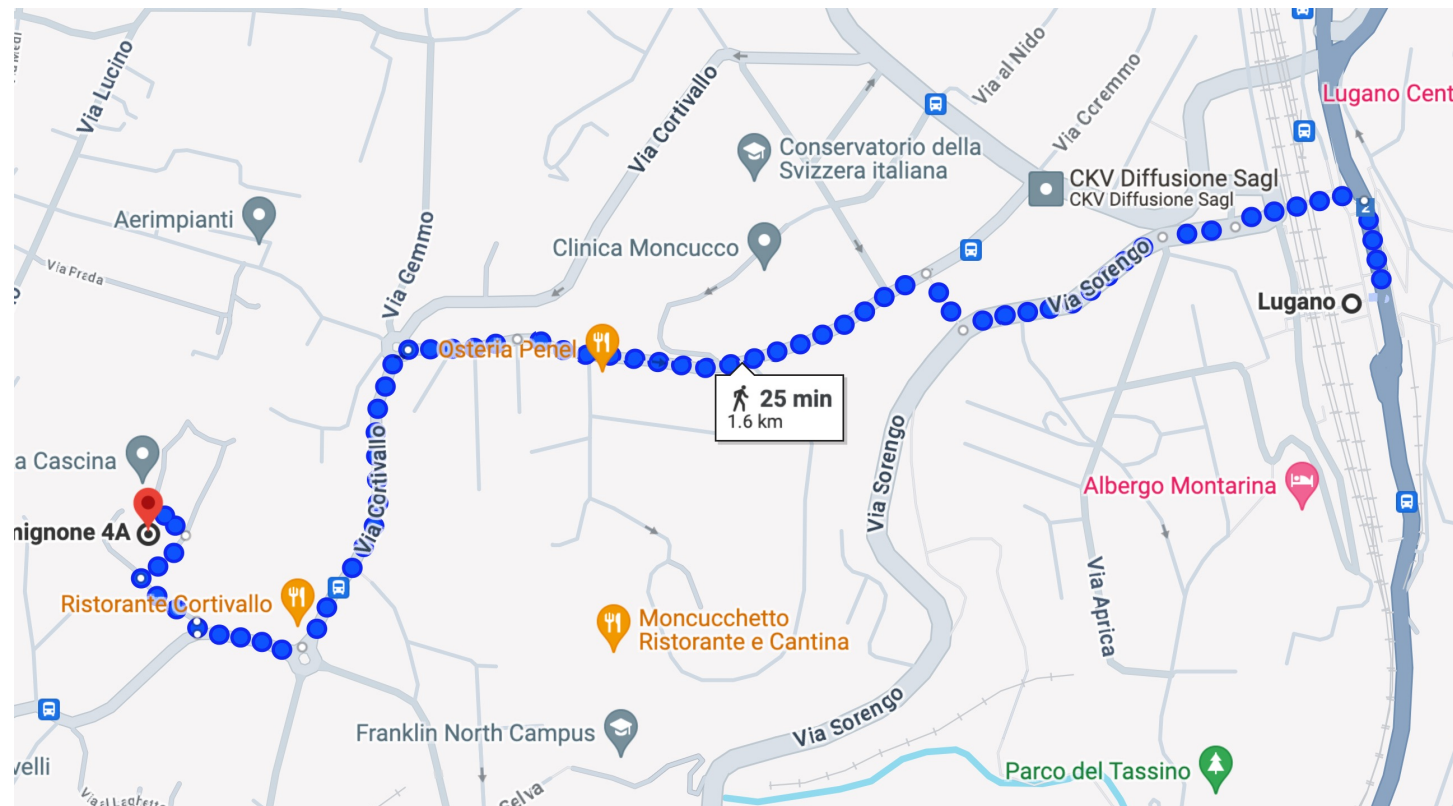 Via Lucino
Via al Nido
Via Ccremmo
Lugano Cent
Via Cortivallo
Conservatorio della
Svizzera italiana
CKV Diffusione Sagl
CKV Diffusione Sagl
Aerimpianti
2
Clinica Moncucco
Via Gemmo
Via Prada
Via Sorengo
Lugano
Osteria Penel
25 min
1.6 km
a Cascina
Via Cortivallo
Via Sorengo
Albergo Montarina
nignone 4A
Via Aprica
Ristorante Cortivallo
Moncucchetto
Ristorante e Cantina
Via Sorengo
Franklin North Campus
velli
Parco del Tassino
Selva